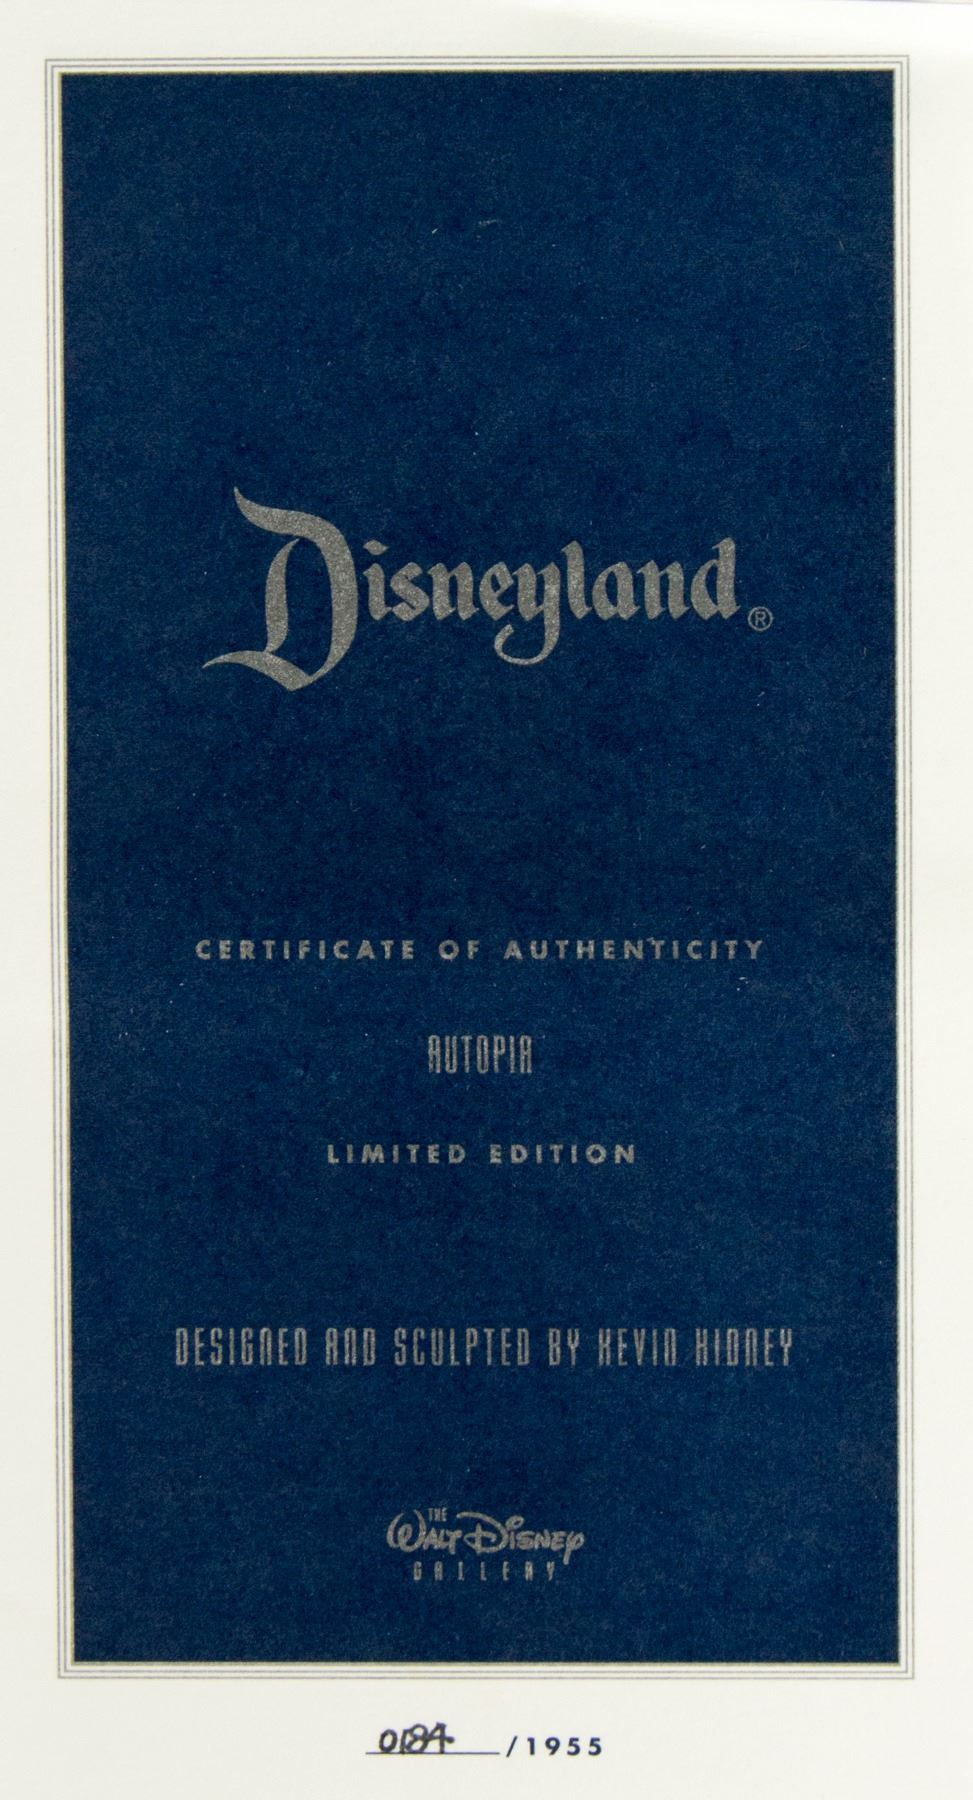 Disneyland®
CERTIFICATE OF AUTHENTICITY
AUTOPIA
LIMITED EDITION
DESIGNED AND SCULPTED BY KEVIN KIDNEY
THE
WALT DISNEY
GALLERY
0184 /1955